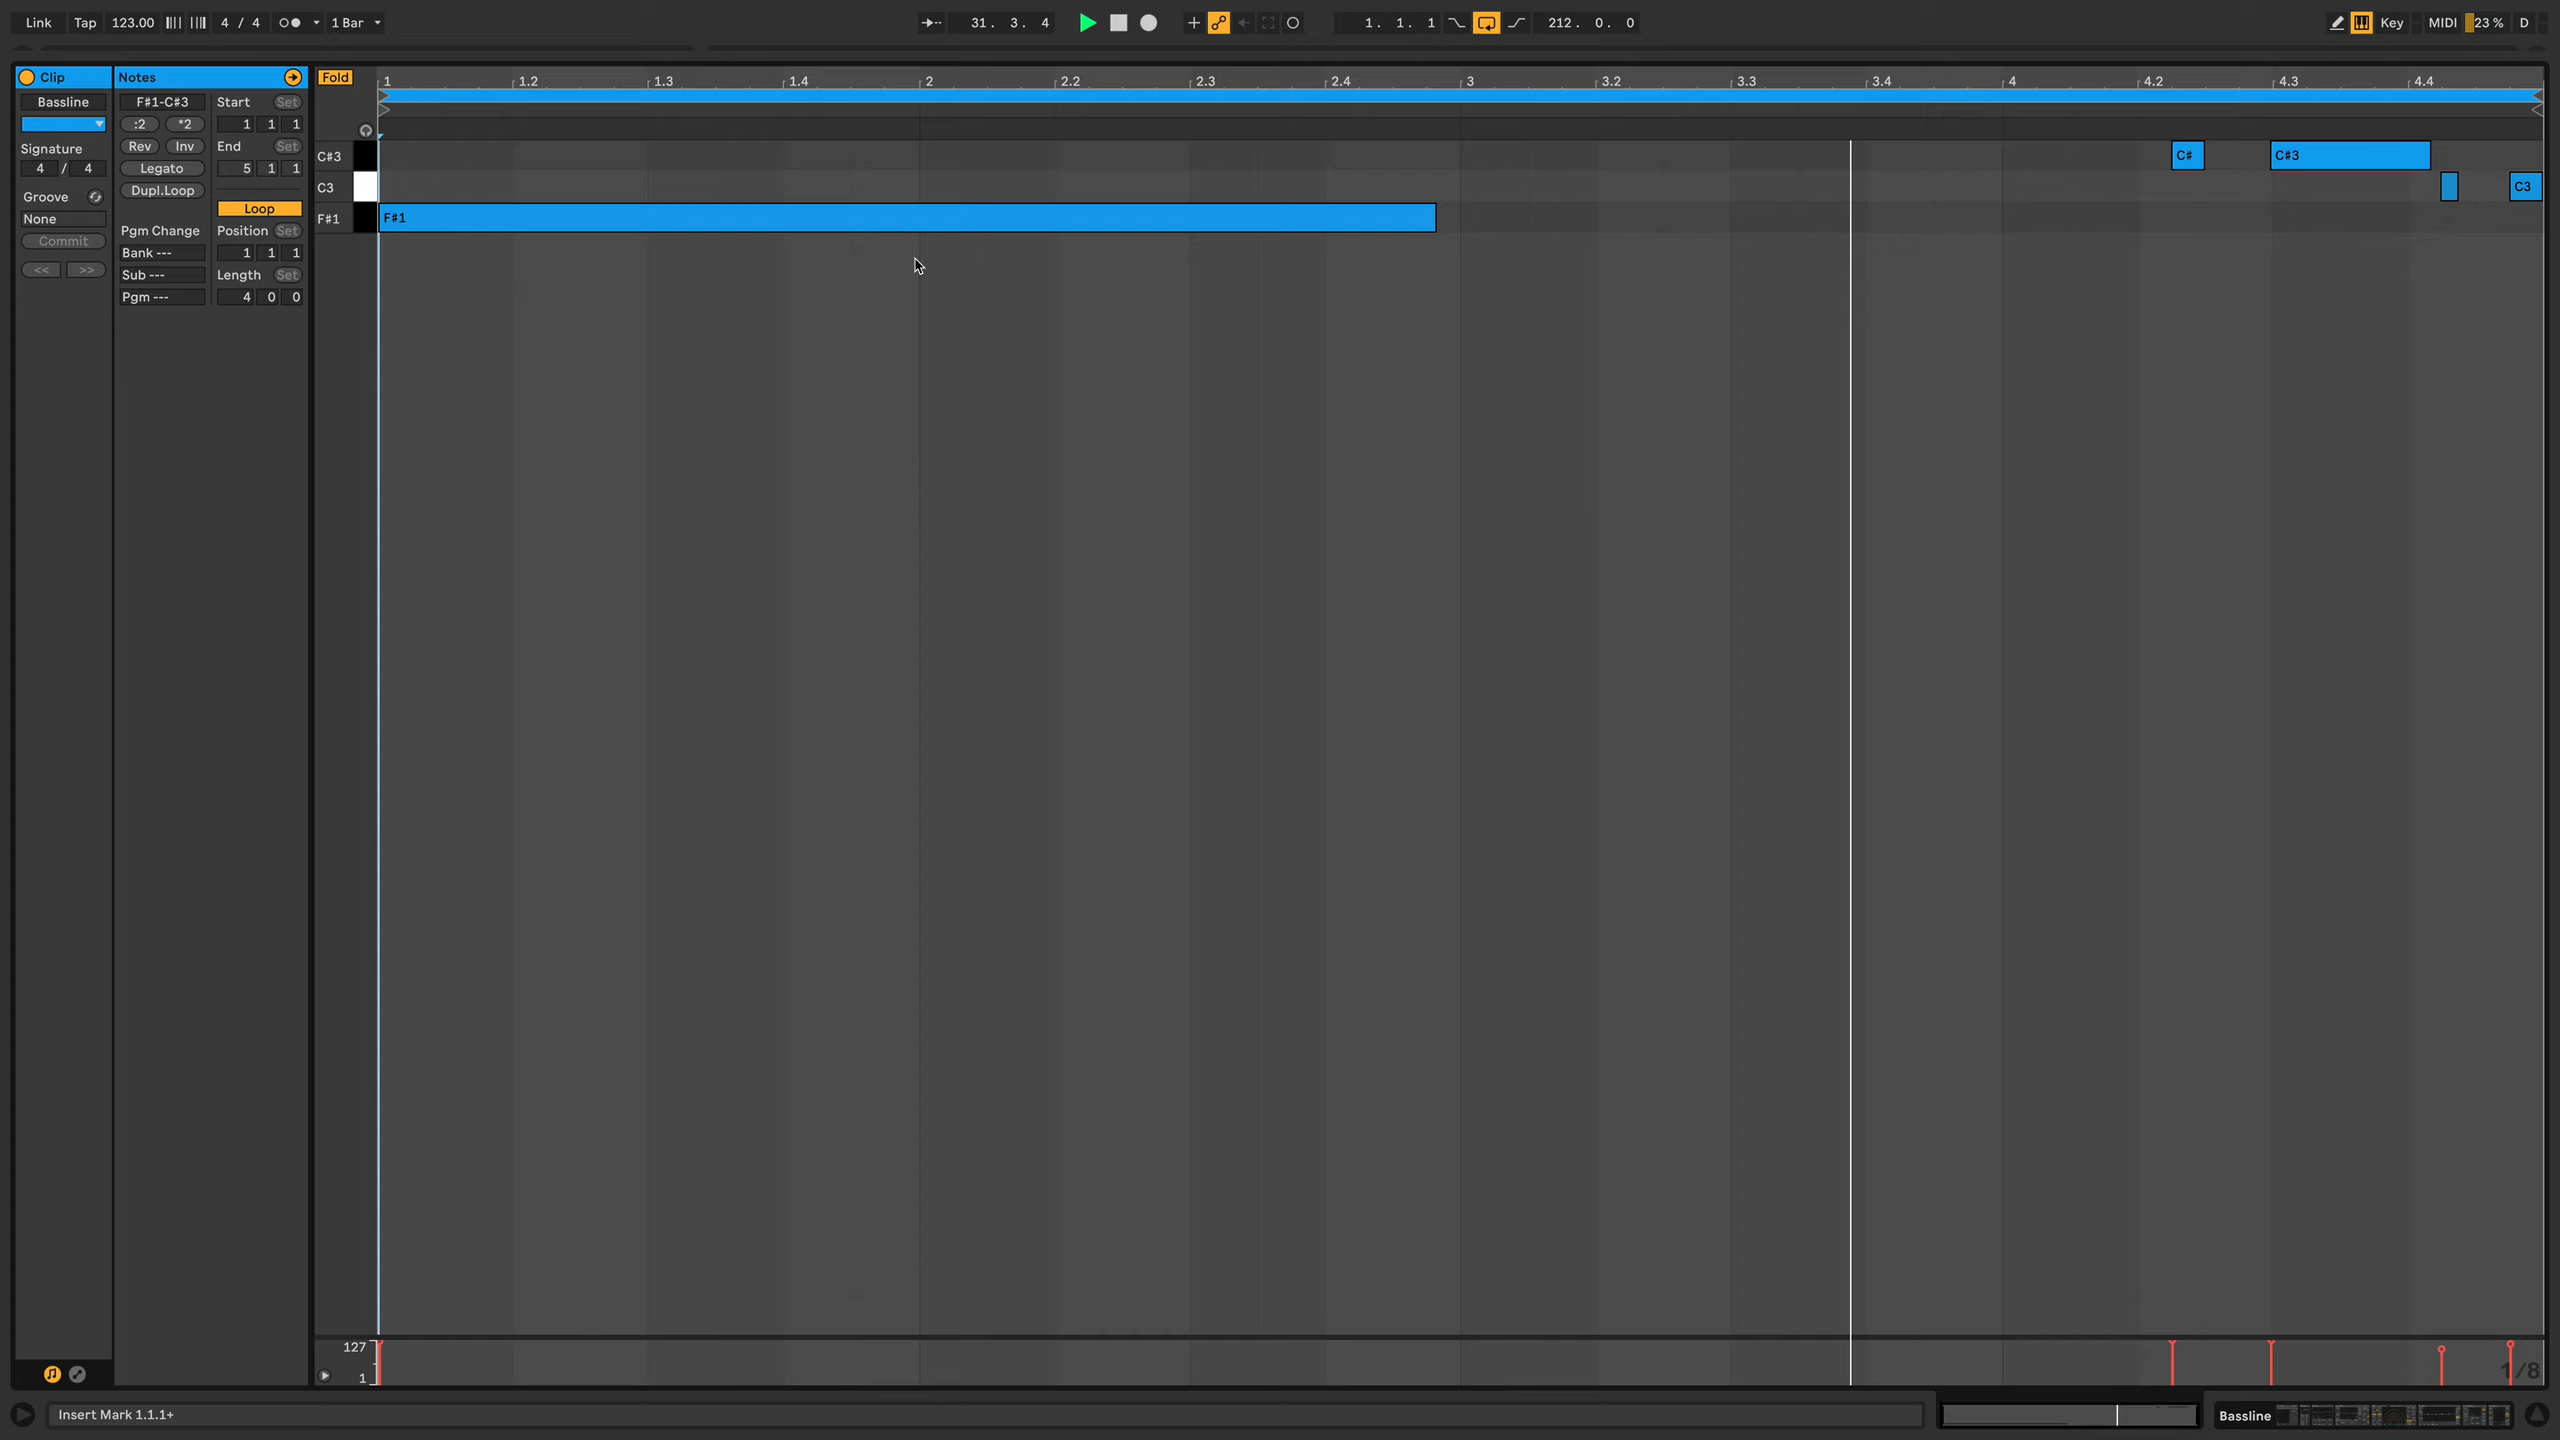 Link Tap 123.00 4 / 4 1 Bar 31. 3. 4 1. 1. 1 212. 0. 0 Key MIDI 23 % D
Clip Notes Fold 1 1.2 1.3 1.4 2 2.2 2.3 2.4 3 3.2 3.3 3.4 4 4.2 4.3 4.4
Bassline F#1-C#3 Start Set
:2 *2 1 1 1
Signature Rev Inv End Set
4 / 4 Legato 5 1 1
Dupl.Loop
Groove
None Loop
Commit Pgm Change Position Set
Bank --- 1 1 1
<< >> Sub --- Length Set
Pgm --- 4 0 0
C#3 C# C#3
C3 C3
F#1 F#1
127
1 1/8
Insert Mark 1.1.1+ Bassline